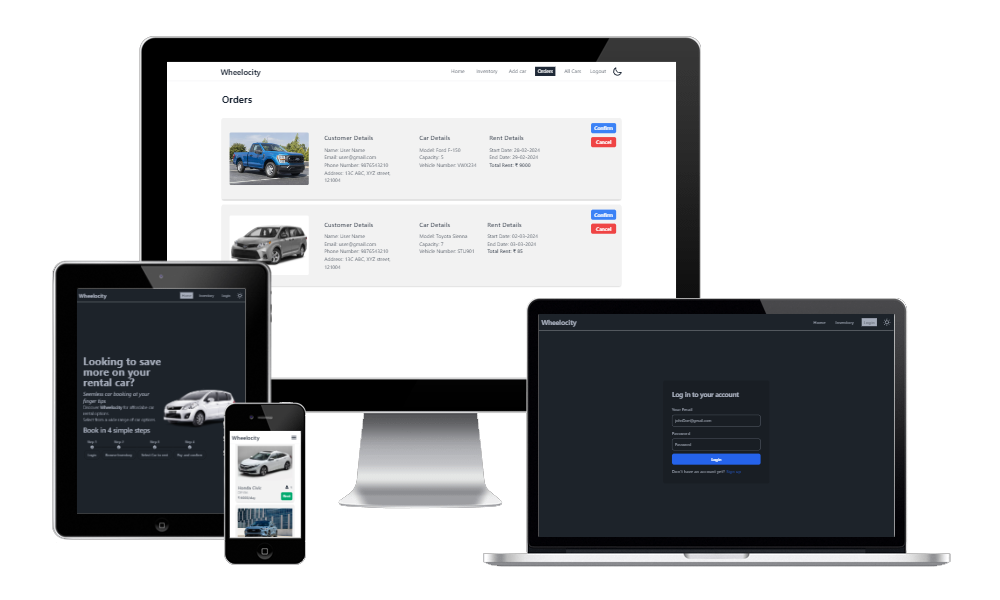 Wheelocity
Home Inventory Add car Orders All Cars Logout
Orders
Customer Details Car Details Rent Details
Confirm
Cancel
Name: User Name Model: Ford F-150 Start Date: 28-02-2024
Email: user@gmail.com Capacity: 5 End Date: 29-02-2024
Phone Number: 9876543210 Vehicle Number: VWX234 Total Rent: ₹ 8000
Address: 13C ABC, XYZ street,
121004
Customer Details Car Details Rent Details
Confirm
Cancel
Name: User Name Model: Toyota Sienna Start Date: 02-03-2024
Email: user@gmail.com Capacity: 7 End Date: 03-03-2024
Phone Number: 9876543210 Vehicle Number: STU901 Total Rent: ₹ 85
Address: 13C ABC, XYZ street,
121004
Wheelocity
Home Inventory Login
Looking to save
more on your
rental car?
Seemless car booking at your
finger tips
Discover Wheelocity for affordable car
rental options.
Select from a vast range of car options
Book in 4 simple steps
Step 1 Step 2 Step 3 Step 4
Login Browse Inventory Select Car to rent Pay and confirm
Wheelocity
Honda Civic
Rent
Wheelocity
Home Inventory Login
Log in to your account
Your Email
johnDoe@gmail.com
Password
Password
Login
Don't have an account yet? Sign up